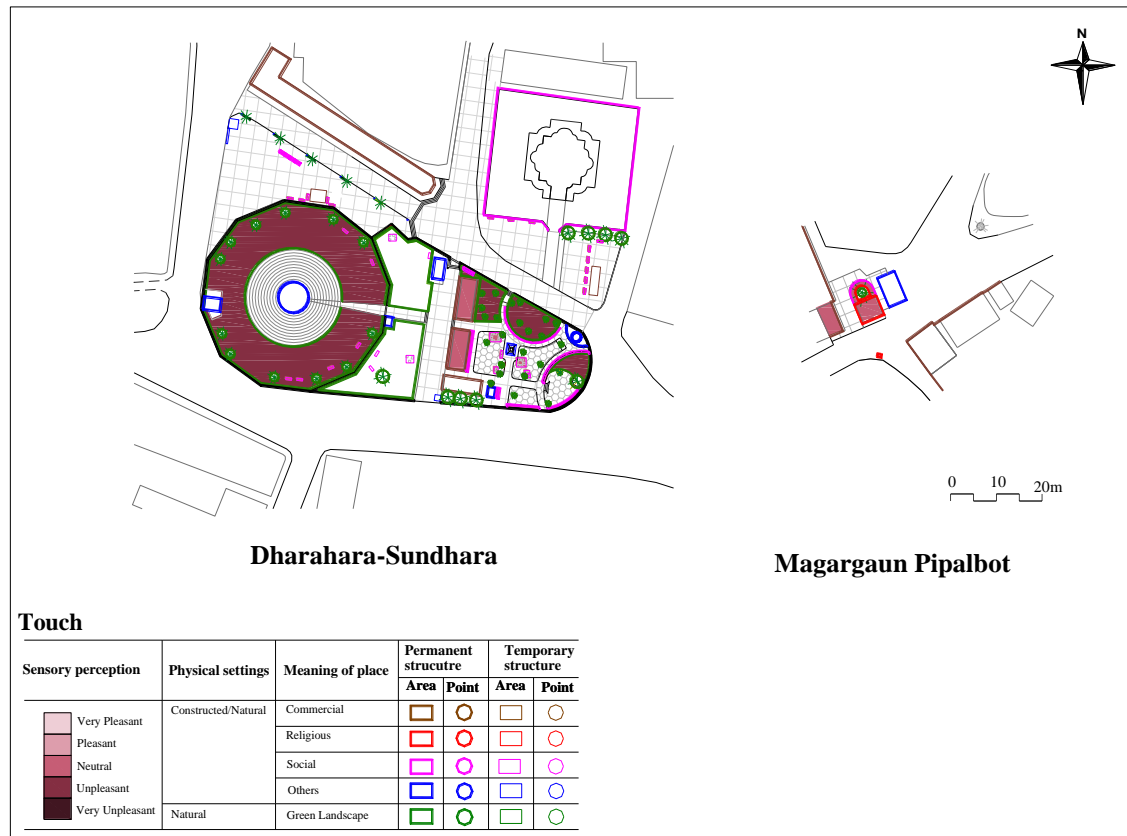 N
0 10 20m
Dharahara-Sundhara
Magargaun Pipalbot
Touch
Sensory perception Physical settings Meaning of place Permanent strucutre Temporary structure
Area Point Area Point
Very Pleasant
Pleasant
Neutral
Unpleasant
Very Unpleasant
Constructed/Natural
Commercial
Religious
Social
Others
Natural
Green Landscape